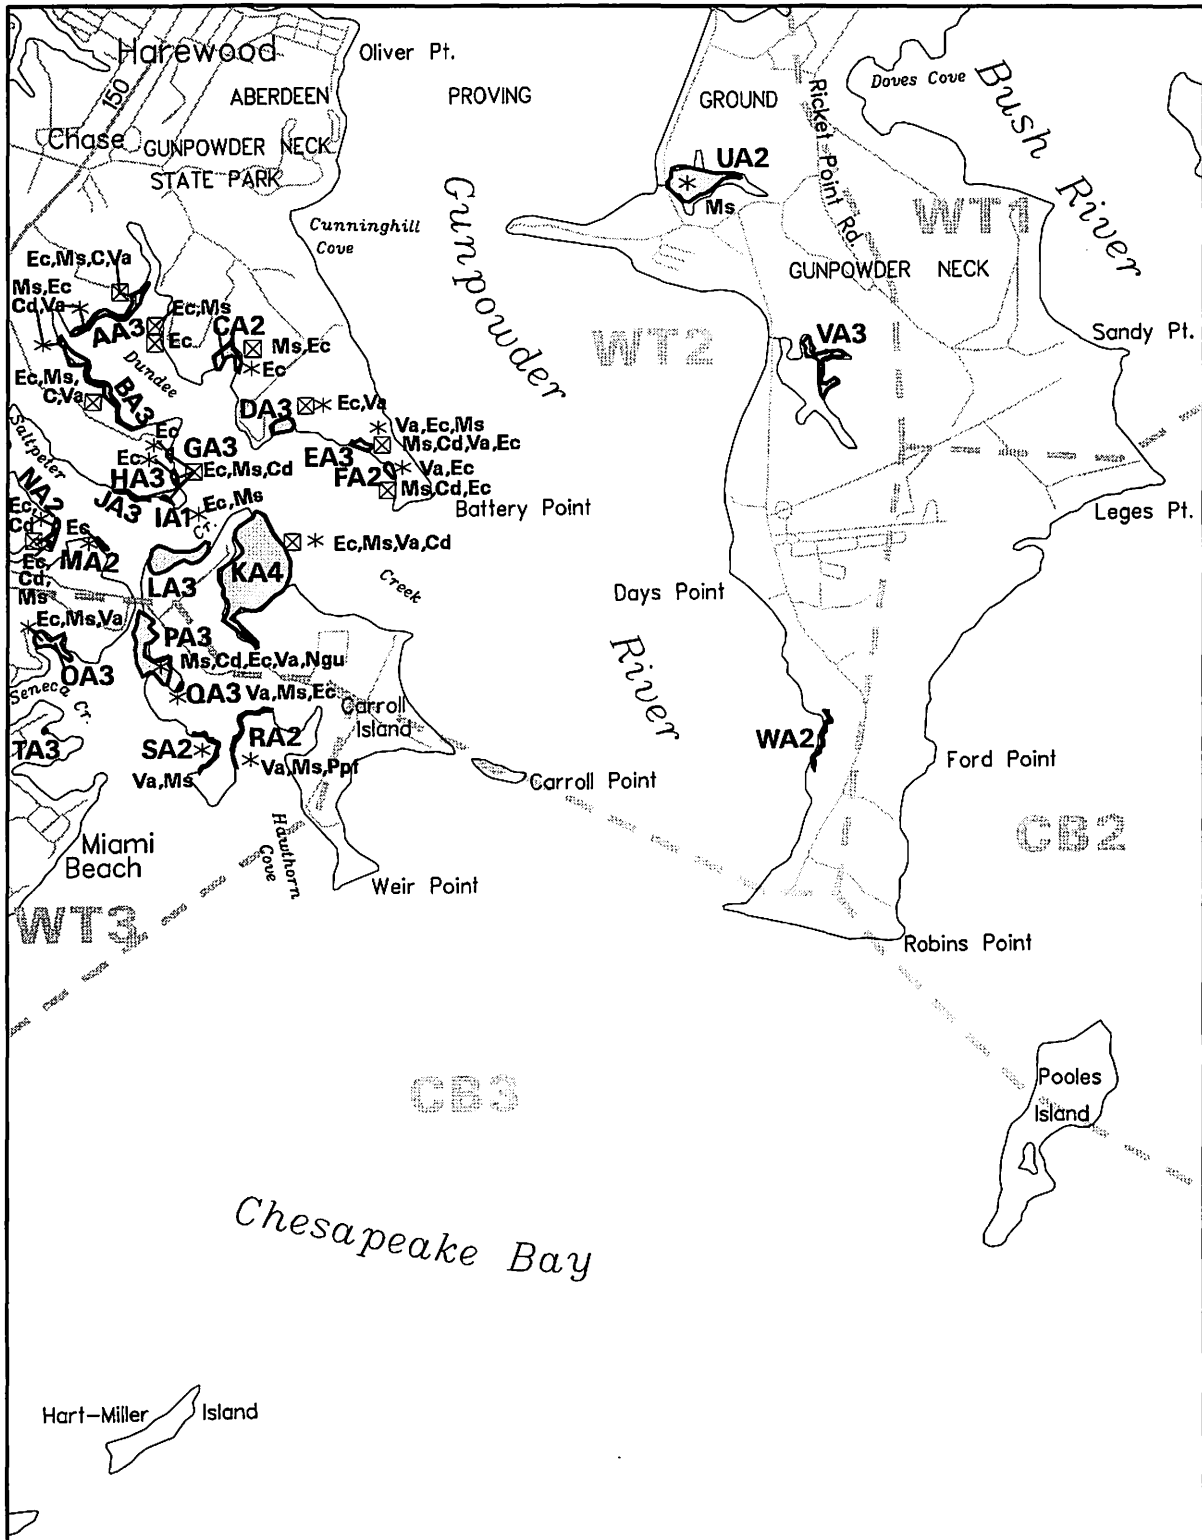 Harewood
Oliver Pt.
150
ABERDEEN PROVING GROUND
Chase
GUNPOWDER NECK
STATE PARK
Cunninghill
Cove
Gunpowder
River
Doves Cove
Bush
River
Ricket Point Rd.
UA2
Ms
WT1
GUNPOWDER NECK
WT2
Sandy Pt.
VA3
Ec,Ms,C,Va
Ms,Ec
Cd,Va
AA3
Ec,Ms
Ec
CA2
Ms,Ec
Ec
Dundee
Ec,Ms,
C,Va
BA3
DA3
Ec,Va
Va,Ec,Ms
Ms,Cd,Va,Ec
EA3
FA2
Va,Ec
Ms,Cd,Ec
Battery Point
Saltpeter
Ec
GA3
Ec
HA3
Ec,Ms,Cd
JA3
IA1
Ec,Ms
Cr.
NA2
Ec,
Cd
Ec
MA2
Ec,
Cd,
Ms
LA3
KA4
Ec,Ms,Va,Cd
Creek
Leges Pt.
Days Point
Ec,Ms,Va
OA3
PA3
Ms,Cd,Ec,Va,Ngu
QA3
Va,Ms,Ec
Seneca
Cr.
Carroll
Island
TA3
SA2
Va,Ms
RA2
Va,Ms,Ppf
Carroll Point
WA2
Ford Point
CB2
Miami
Beach
Hawthorn
Cove
Weir Point
WT3
Robins Point
CB3
Pooles
Island
Chesapeake Bay
Hart-Miller Island